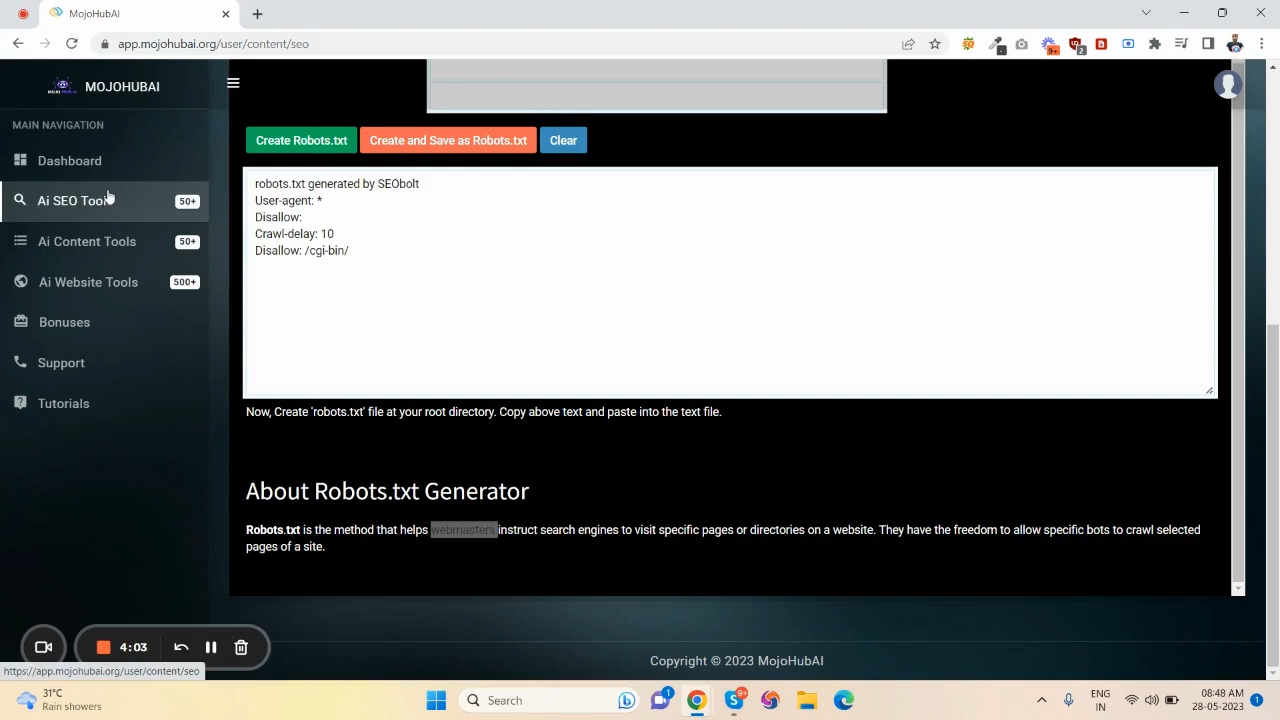 MojoHubAI
app.mojohubai.org/user/content/seo
9+
2
MOJOHUBAI
MAIN NAVIGATION
Dashboard
Ai SEO Tools
50+
Ai Content Tools
50+
Ai Website Tools
500+
Bonuses
Support
Tutorials
Create Robots.txt
Create and Save as Robots.txt
Clear
robots.txt generated by SEObolt
User-agent: *
Disallow:
Crawl-delay: 10
Disallow: /cgi-bin/
Now, Create 'robots.txt' file at your root directory. Copy above text and paste into the text file.
About Robots.txt Generator
Robots.txt is the method that helps webmasters instruct search engines to visit specific pages or directories on a website. They have the freedom to allow specific bots to crawl selected
pages of a site.
4:03
Copyright © 2023 MojoHubAI
https://app.mojohubai.org/user/content/seo
31°C
Rain showers
Search
1
9+
ENG
IN
08:48 AM
28-05-2023
1